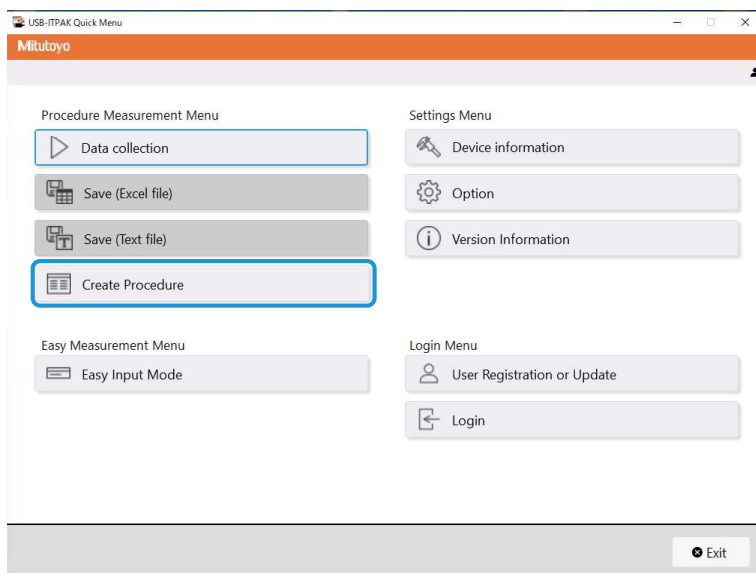 USB-ITPAK Quick Menu
Mitutoyo
Procedure Measurement Menu
Data collection
Save (Excel file)
Save (Text file)
Create Procedure
Easy Measurement Menu
Easy Input Mode
Settings Menu
Device information
Option
Version Information
Login Menu
User Registration or Update
Login
Exit